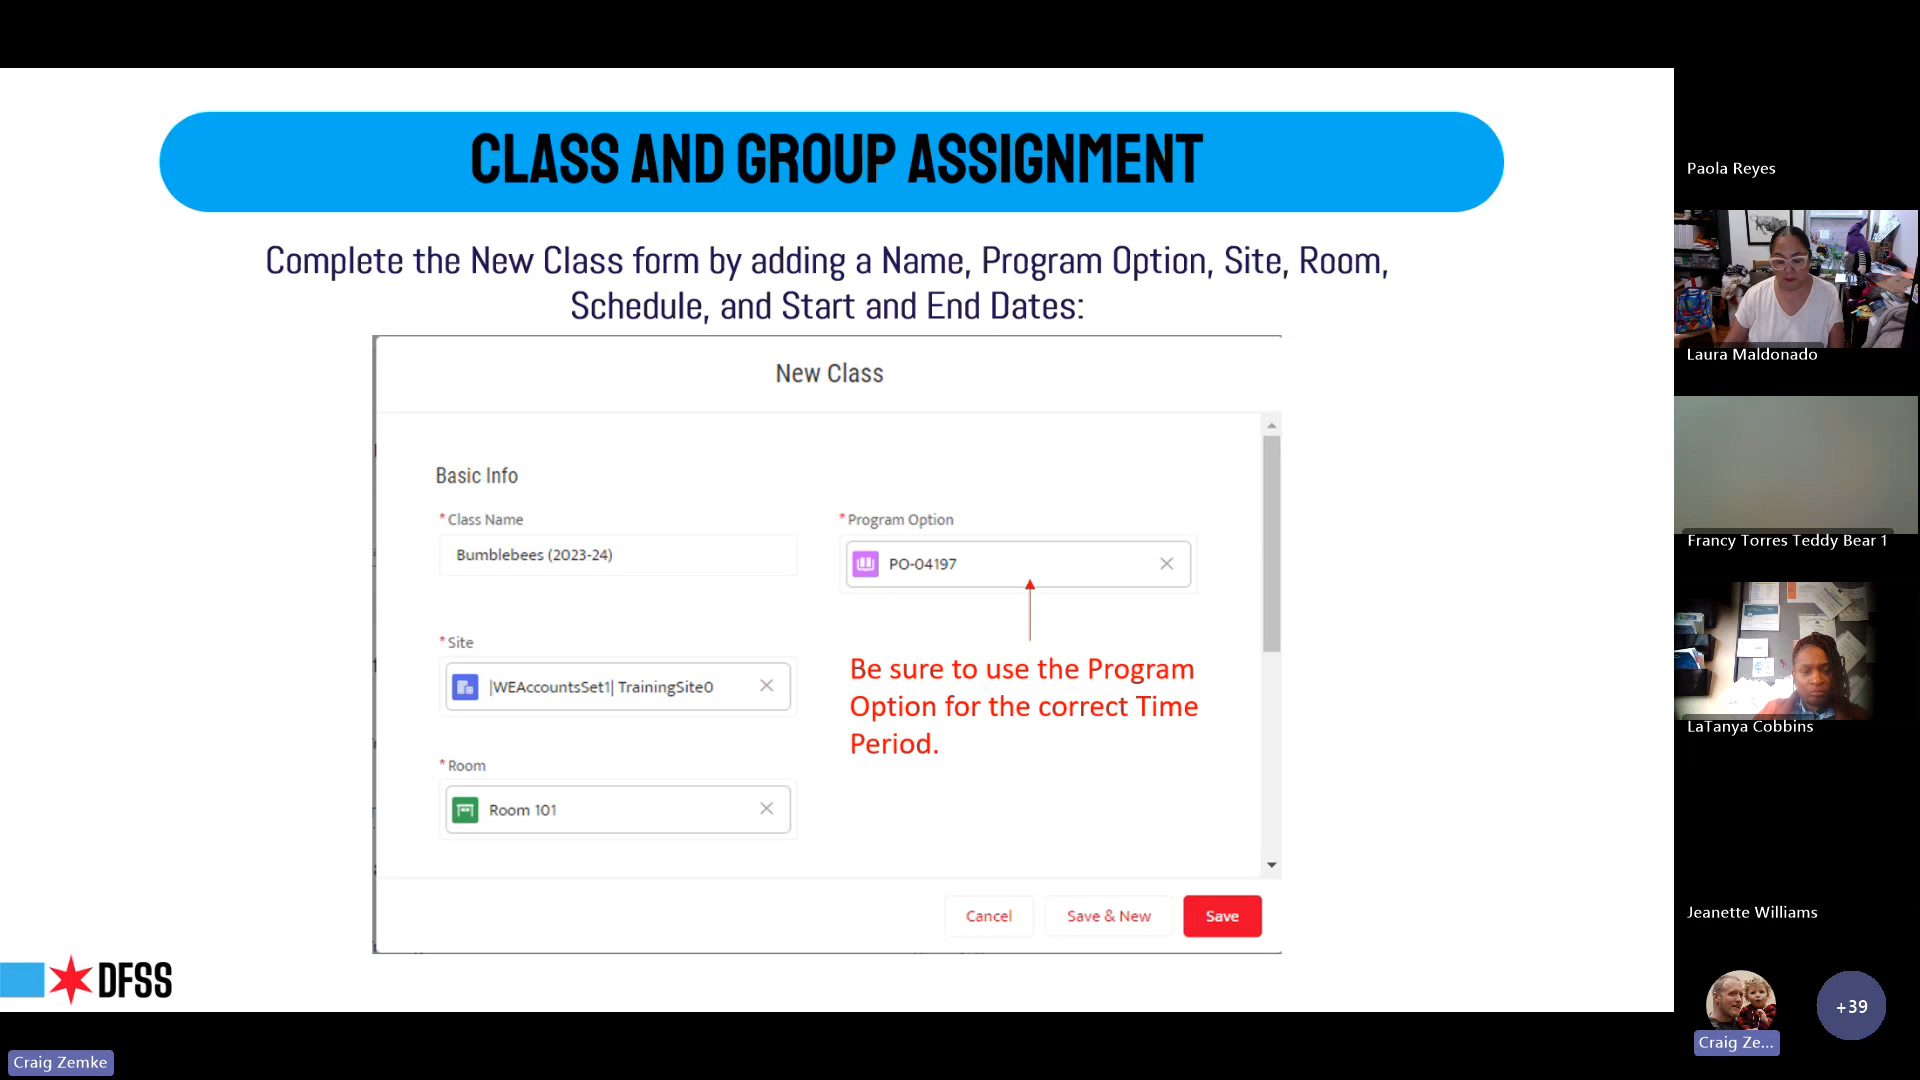 CLASS AND GROUP ASSIGNMENT
Complete the New Class form by adding a Name, Program Option, Site, Room,
Schedule, and Start and End Dates:
New Class
Basic Info
*Class Name
Bumblebees (2023-24)
*Program Option
PO-04197
*Site
|WEAccountsSet1| TrainingSite0
Be sure to use the Program
Option for the correct Time
Period.
*Room
Room 101
Cancel
Save & New
Save
DFSS
Craig Zemke
Paola Reyes
Laura Maldonado
Francy Torres Teddy Bear 1
LaTanya Cobbins
Jeanette Williams
Craig Ze...
+39